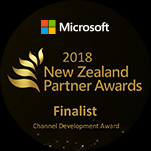 Microsoft
2018
New Zealand
Partner Awards
Finalist
Channel Development Award